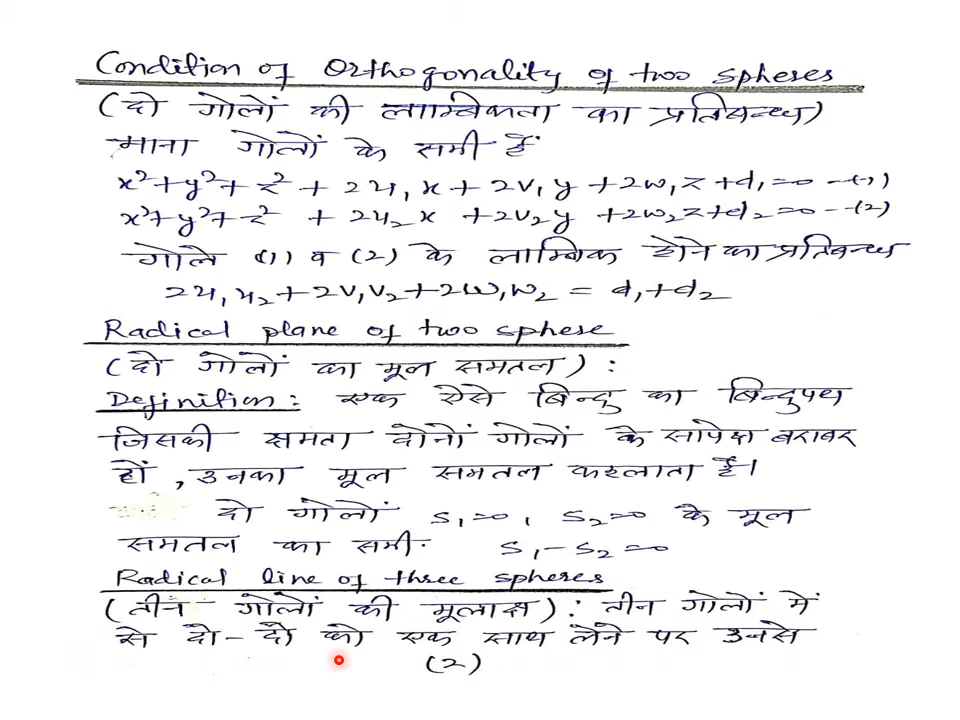 Condition of Orthogonality of two spheres
(दो गोलों की लाम्बिकता का प्रतिबन्ध)
माना गोलों के समी हैं
x²+y²+z²+2u₁x+2v₁y+2w₁z+d₁=0 --(1)
x²+y²+z²+2u₂x+2v₂y+2w₂z+d₂=0 --(2)
गोले (1) व (2) के लाम्बिक होने का प्रतिबन्ध
2u₁u₂+2v₁v₂+2w₁w₂ = d₁+d₂
Radical plane of two sphere
(दो गोलों का मूल समतल) :
Definition: एक ऐसे बिन्दु का बिन्दुपथ
जिसकी क्षमता दोनों गोलों के सापेक्ष बराबर
हों, उनका मूल समतल कहलाता है।
दो गोलों S₁=0, S₂=0 के मूल
समतल का समी. S₁-S₂=0
Radical line of three spheres
(तीन गोलों की मूलाक्ष) : तीन गोलों में
से दो-दो को एक साथ लेने पर उनसे
(2)